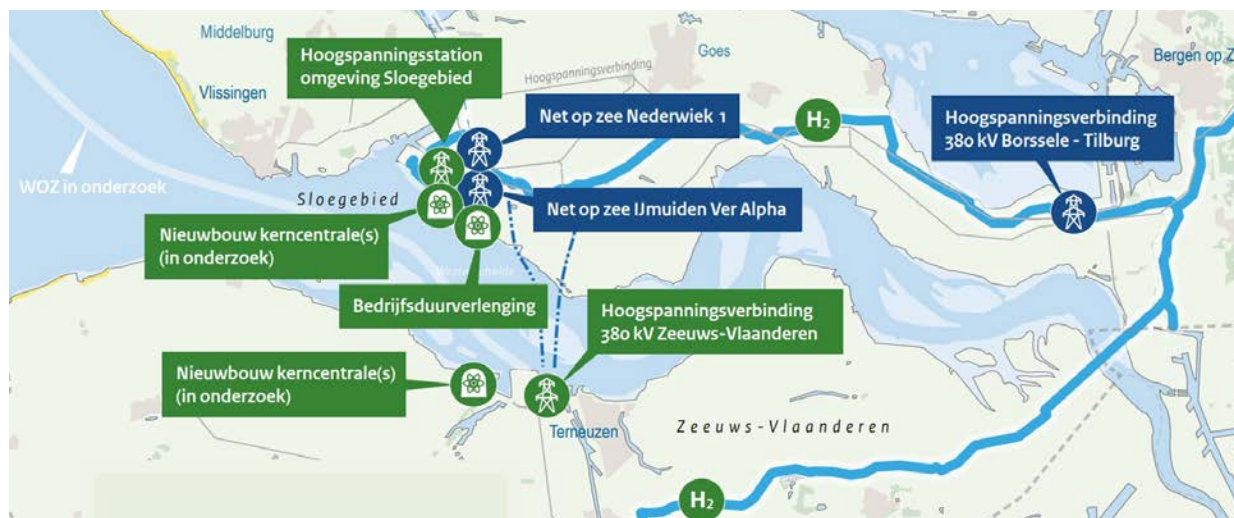 Middelburg
Vlissingen
Hoogspanningsstation
omgeving Sloegebied
Hoogspanningsverbinding
Goes
Bergen op Z
Net op zee Nederwiek 1
H2
Hoogspanningsverbinding
380 kV Borssele - Tilburg
WOZ in onderzoek
Sloegebied
Net op zee IJmuiden Ver Alpha
Nieuwbouw kerncentrale(s)
(in onderzoek)
Westerschelde
Bedrijfsduurverlenging
Hoogspanningsverbinding
380 kV Zeeuws-Vlaanderen
Nieuwbouw kerncentrale(s)
(in onderzoek)
Terneuzen
Zeeuws-Vlaanderen
H2